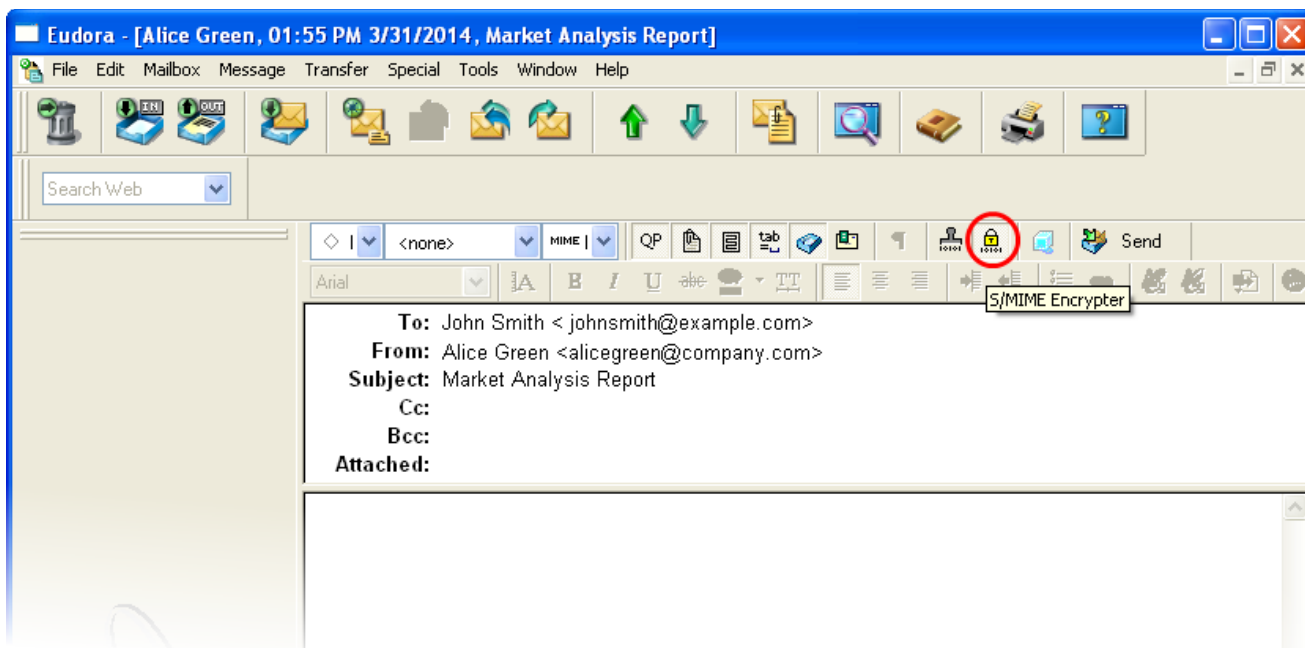 Eudora - [Alice Green, 01:55 PM 3/31/2014, Market Analysis Report]
File Edit Mailbox Message Transfer Special Tools Window Help
IN OUT
Search Web
<none> MIME QP tab Send
Arial A B I U abc TT
S/MIME Encrypter
To: John Smith < johnsmith@example.com>
From: Alice Green <alicegreen@company.com>
Subject: Market Analysis Report
Cc:
Bcc:
Attached: